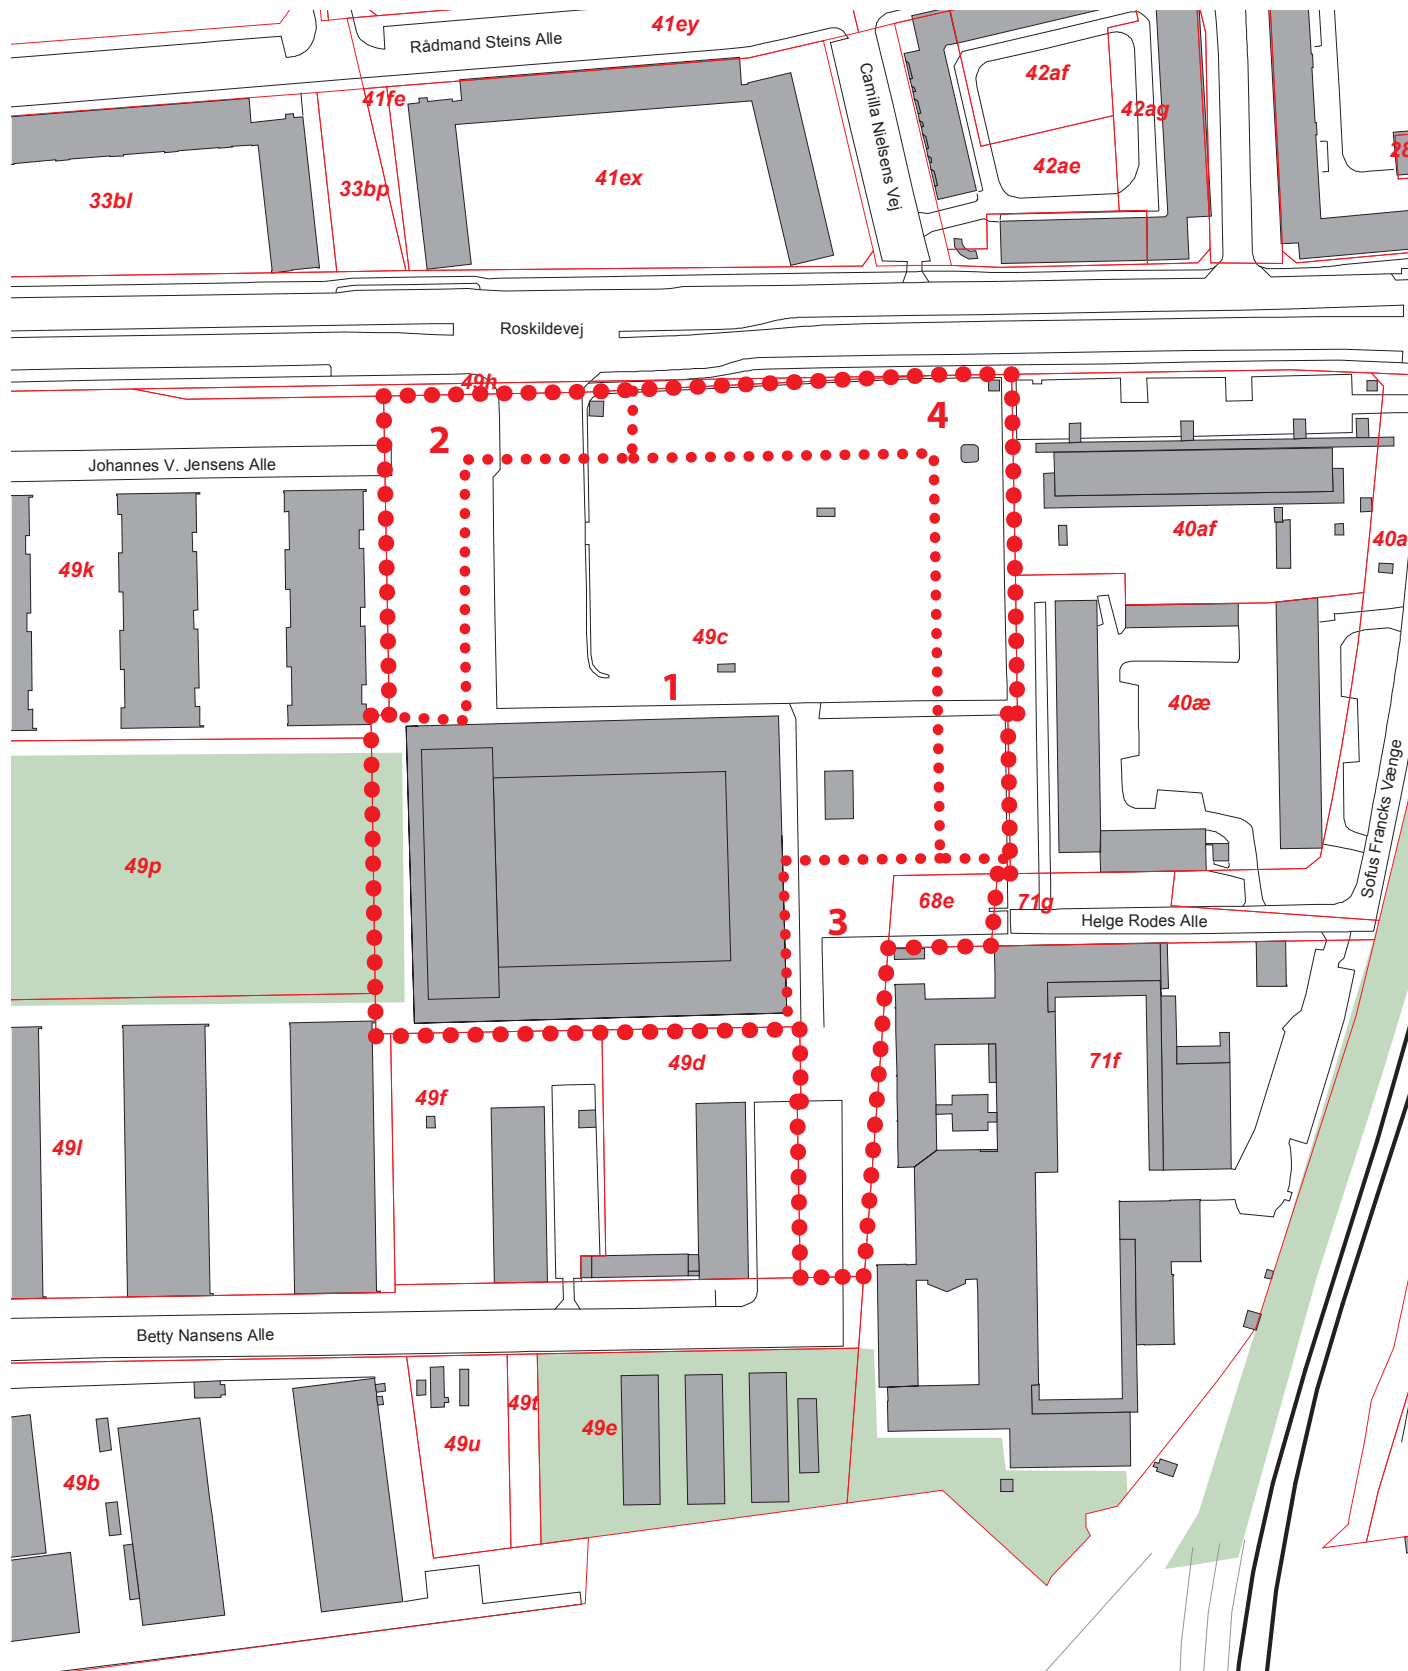 41ey
Rådmand Steins Alle
Camilla Nielsens Vej
42af
41fe
42ag
28
42ae
41ex
33bp
33bl
Roskildevej
49h
4
2
Johannes V. Jensens Alle
40af
40a
49k
49c
1
40æ
Sofus Francks Vænge
49p
68e
71g
3
Helge Rodes Alle
71f
49d
49f
49l
Betty Nansens Alle
49t
49e
49u
49b